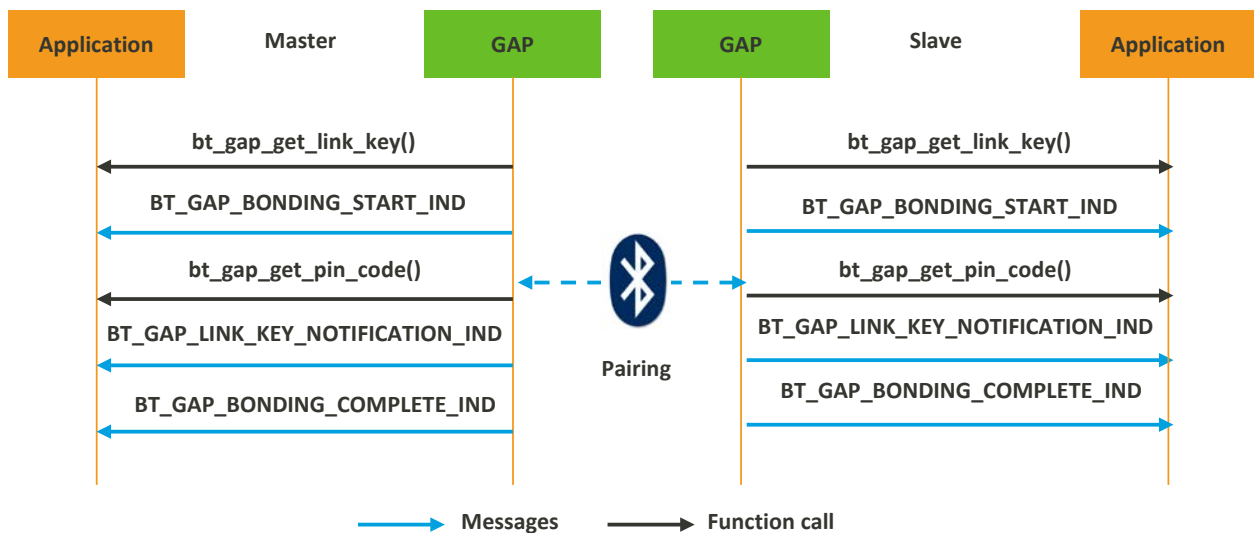 Application
Master
GAP
GAP
Slave
Application
bt_gap_get_link_key()
bt_gap_get_link_key()
BT_GAP_BONDING_START_IND
BT_GAP_BONDING_START_IND
bt_gap_get_pin_code()
bt_gap_get_pin_code()
BT_GAP_LINK_KEY_NOTIFICATION_IND
BT_GAP_LINK_KEY_NOTIFICATION_IND
Pairing
BT_GAP_BONDING_COMPLETE_IND
BT_GAP_BONDING_COMPLETE_IND
Messages
Function call